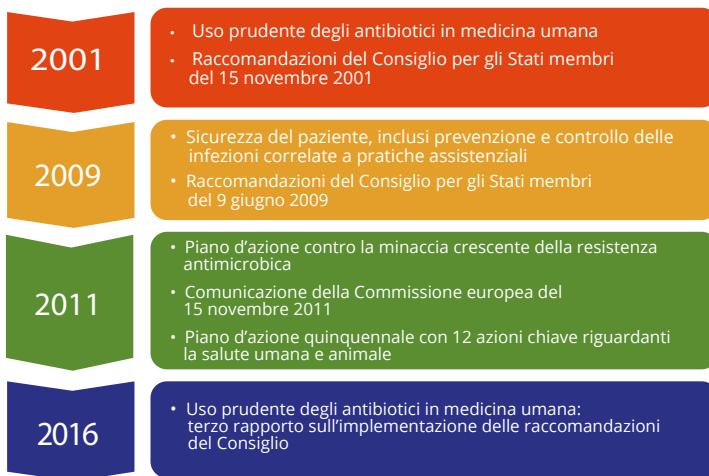 2001
• Uso prudente degli antibiotici in medicina umana
• Raccomandazioni del Consiglio per gli Stati membri
del 15 novembre 2001
2009
• Sicurezza del paziente, inclusi prevenzione e controllo delle
infezioni correlate a pratiche assistenziali
• Raccomandazioni del Consiglio per gli Stati membri
del 9 giugno 2009
2011
• Piano d’azione contro la minaccia crescente della resistenza
antimicrobica
• Comunicazione della Commissione europea del
15 novembre 2011
• Piano d’azione quinquennale con 12 azioni chiave riguardanti
la salute umana e animale
2016
• Uso prudente degli antibiotici in medicina umana:
terzo rapporto sull’implementazione delle raccomandazioni
del Consiglio